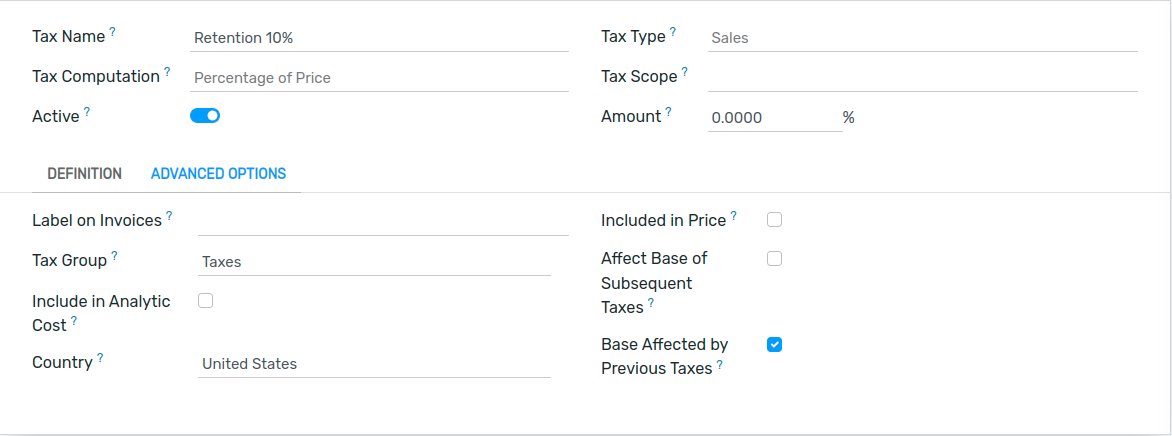 Tax Name ? Retention 10% Tax Type ? Sales
Tax Computation ? Percentage of Price Tax Scope ?
Active ? Amount ? 0.0000 %
DEFINITION ADVANCED OPTIONS
Label on Invoices ? Included in Price ?
Tax Group ? Taxes Affect Base of
Subsequent
Taxes ?
Include in Analytic
Cost ?
Base Affected by
Previous Taxes ?
Country ? United States